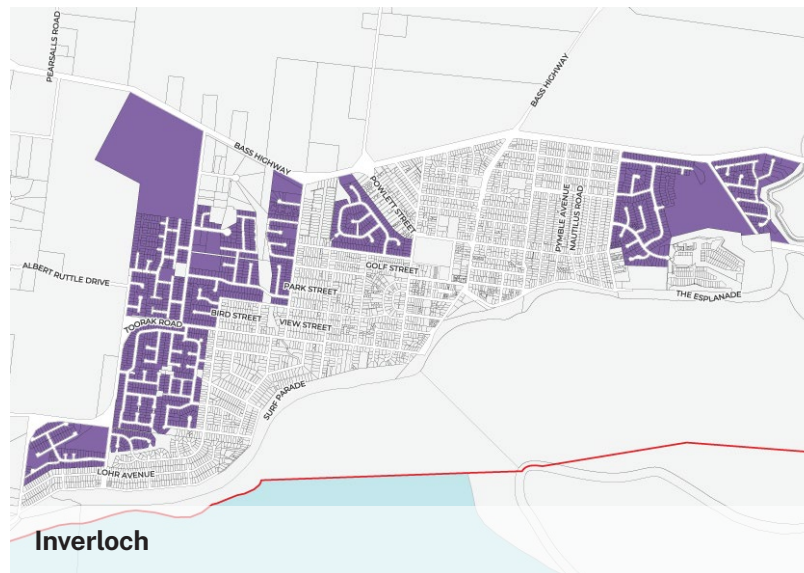 PEARSALLS ROAD
BASS HIGHWAY
BASS HIGHWAY
POWLETT STREET
PYMBLE AVENUE
NAUTILUS ROAD
GOLF STREET
ALBERT RUTTLE DRIVE
PARK STREET
THE ESPLANADE
BIRD STREET
TOORAK ROAD
VIEW STREET
SURF PARADE
LOHR AVENUE
Inverloch